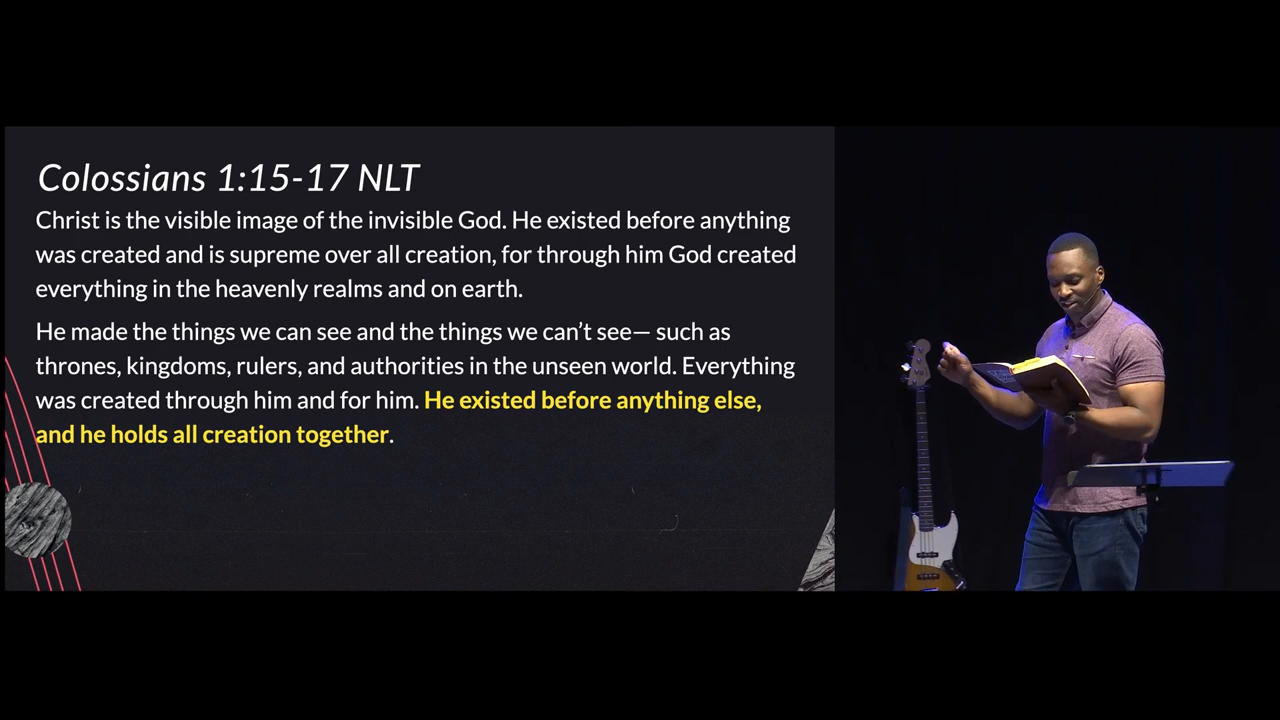 Colossians 1:15-17 NLT
Christ is the visible image of the invisible God. He existed before anything
was created and is supreme over all creation, for through him God created
everything in the heavenly realms and on earth.
He made the things we can see and the things we can’t see— such as
thrones, kingdoms, rulers, and authorities in the unseen world. Everything
was created through him and for him. He existed before anything else,
and he holds all creation together.